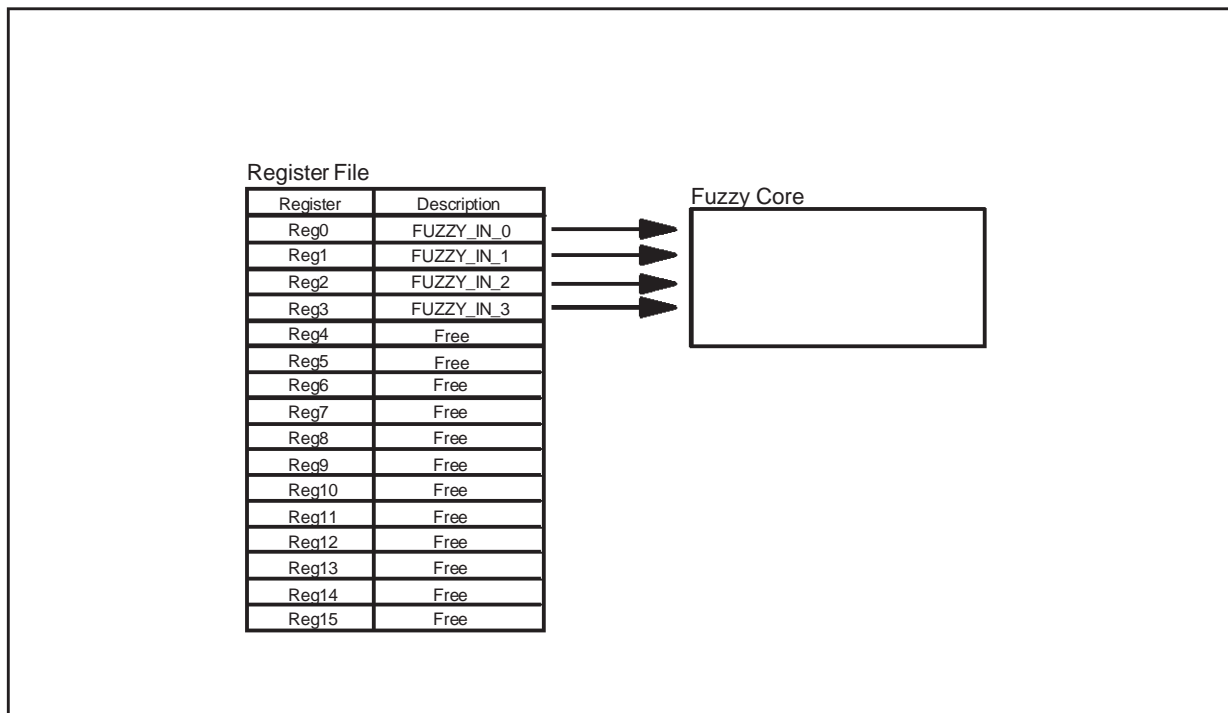 Register File
Register Description
Reg0 FUZZY_IN_0
Reg1 FUZZY_IN_1
Reg2 FUZZY_IN_2
Reg3 FUZZY_IN_3
Reg4 Free
Reg5 Free
Reg6 Free
Reg7 Free
Reg8 Free
Reg9 Free
Reg10 Free
Reg11 Free
Reg12 Free
Reg13 Free
Reg14 Free
Reg15 Free
Fuzzy Core